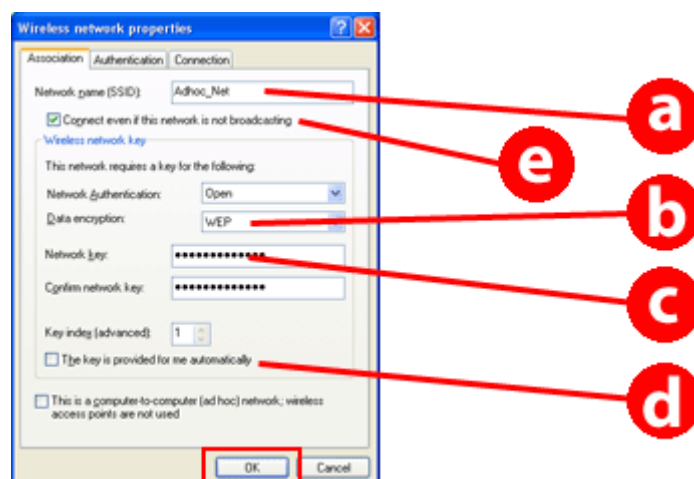 Wireless network properties
Association Authentication Connection
Network name (SSID): Adhoc_Net
a
Connect even if this network is not broadcasting
e
Wireless network key
This network requires a key for the following:
Network Authentication: Open
Data encryption: WEP
b
Network key: •••••••••••••
c
Confirm network key: •••••••••••••
Key index (advanced): 1
The key is provided for me automatically
d
This is a computer-to-computer (ad hoc) network; wireless
access points are not used
OK Cancel